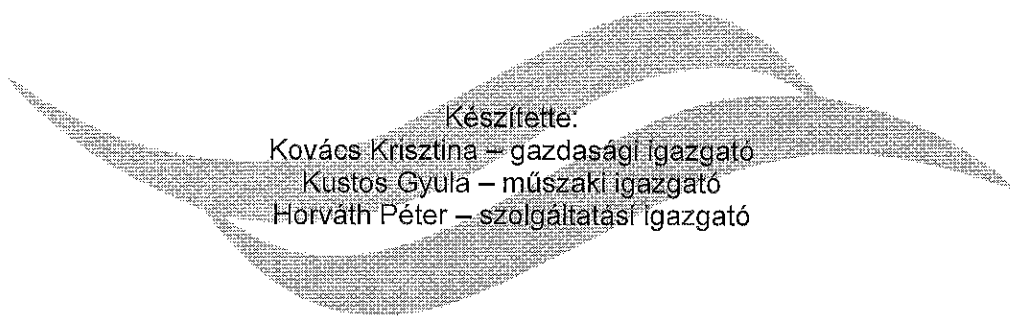 Készítette:
Kovács Krisztina – gazdasági igazgató
Kustos Gyula – műszaki igazgató
Horváth Péter – szolgáltatási igazgató